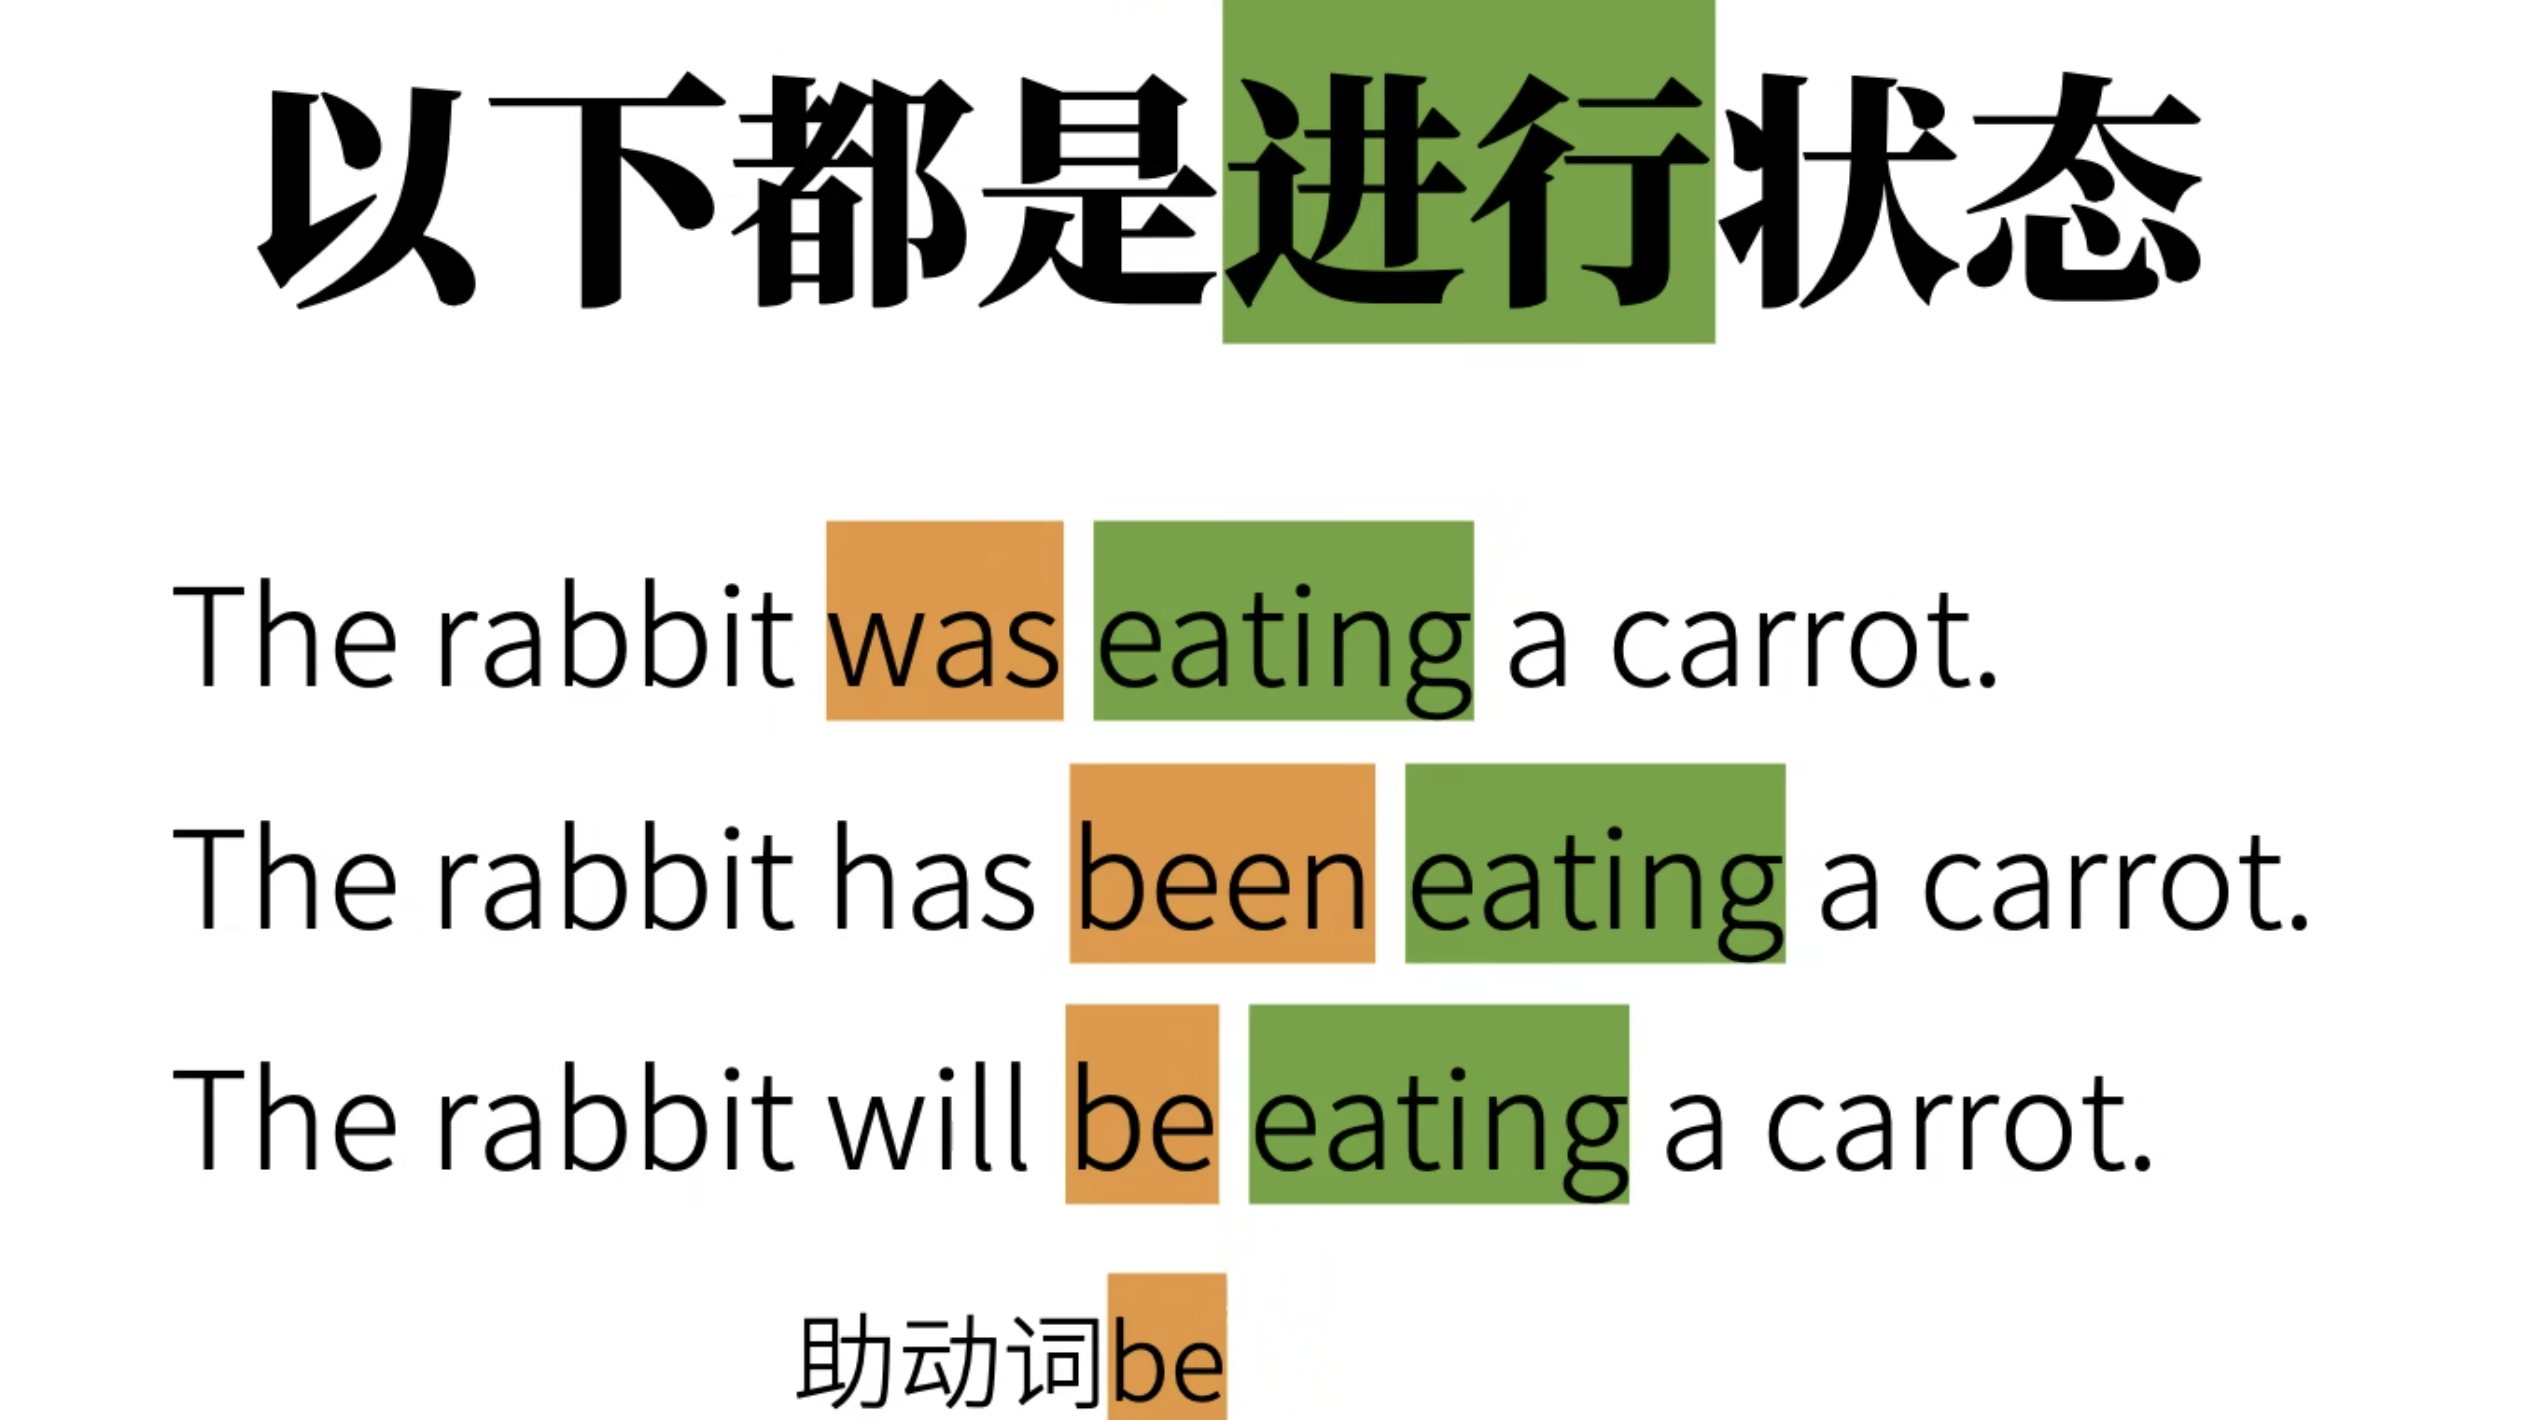 以下都是进行状态
The rabbit was eating a carrot.
The rabbit has been eating a carrot.
The rabbit will be eating a carrot.
助动词be